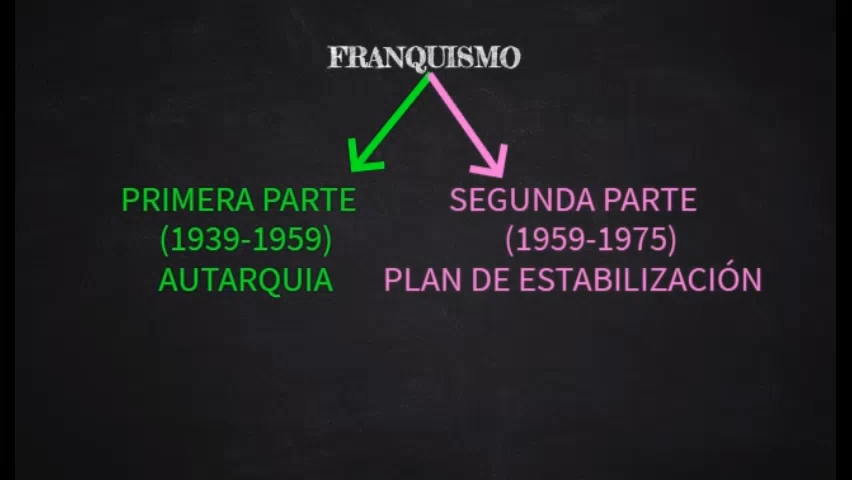 FRANQUISMO
PRIMERA PARTE
(1939-1959)
AUTARQUIA
SEGUNDA PARTE
(1959-1975)
PLAN DE ESTABILIZACIÓN